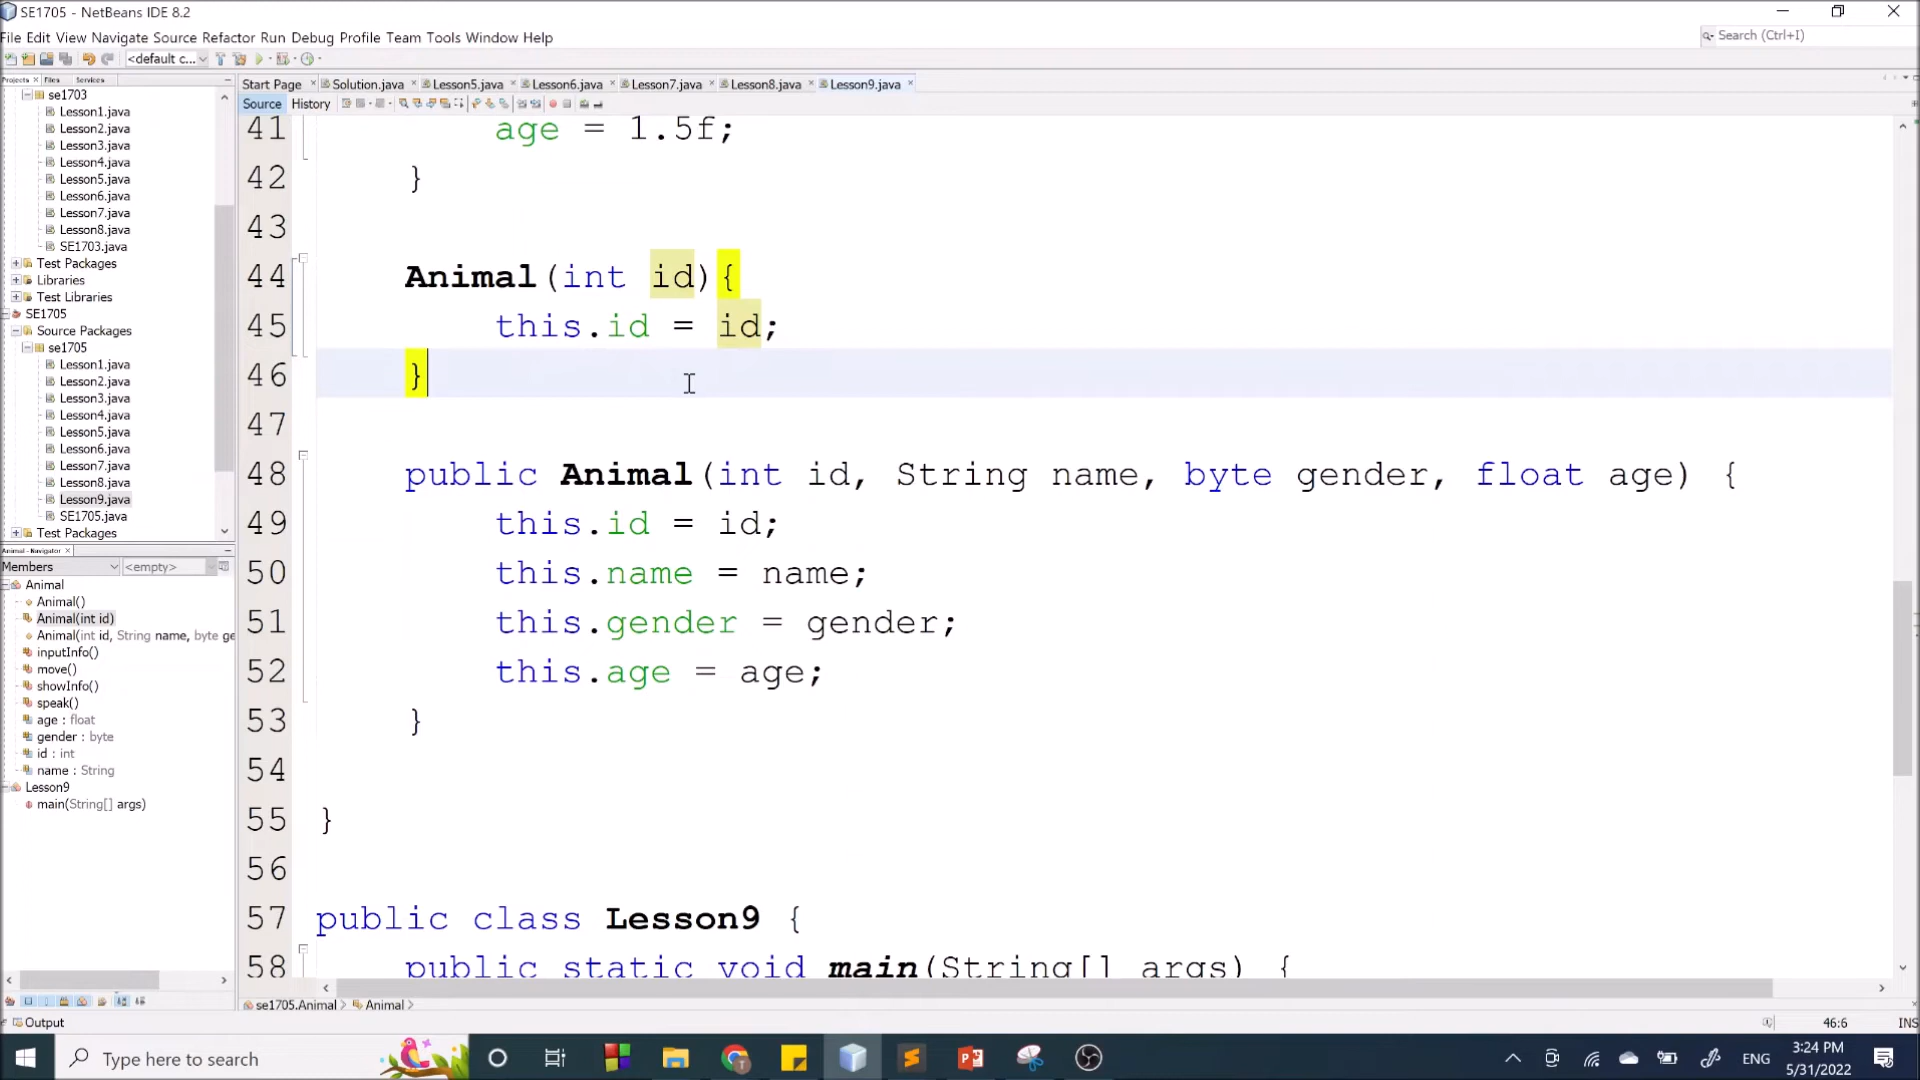 SE1705 - NetBeans IDE 8.2
File Edit View Navigate Source Refactor Run Debug Profile Team Tools Window Help
Search (Ctrl+I)
<default c...
Projects Files Services
Start Page Solution.java Lesson5.java Lesson6.java Lesson7.java Lesson8.java Lesson9.java
Source History
se1703
Lesson1.java
Lesson2.java
Lesson3.java
Lesson4.java
Lesson5.java
Lesson6.java
Lesson7.java
Lesson8.java
SE1703.java
Test Packages
Libraries
Test Libraries
SE1705
Source Packages
se1705
Lesson1.java
Lesson2.java
Lesson3.java
Lesson4.java
Lesson5.java
Lesson6.java
Lesson7.java
Lesson8.java
Lesson9.java
SE1705.java
Test Packages
Animal - Navigator
Members <empty>
Animal
Animal()
Animal(int id)
Animal(int id, String name, byte ge
inputInfo()
move()
showInfo()
speak()
age : float
gender : byte
id : int
name : String
Lesson9
main(String[] args)
41 age = 1.5f;
42 }
43
44 Animal(int id){
45 this.id = id;
46 }
47
48 public Animal(int id, String name, byte gender, float age) {
49 this.id = id;
50 this.name = name;
51 this.gender = gender;
52 this.age = age;
53 }
54
55 }
56
57 public class Lesson9 {
58 public static void main(String[] args) {
se1705.Animal Animal
Output
46:6 INS
Type here to search
ENG
3:24 PM
5/31/2022